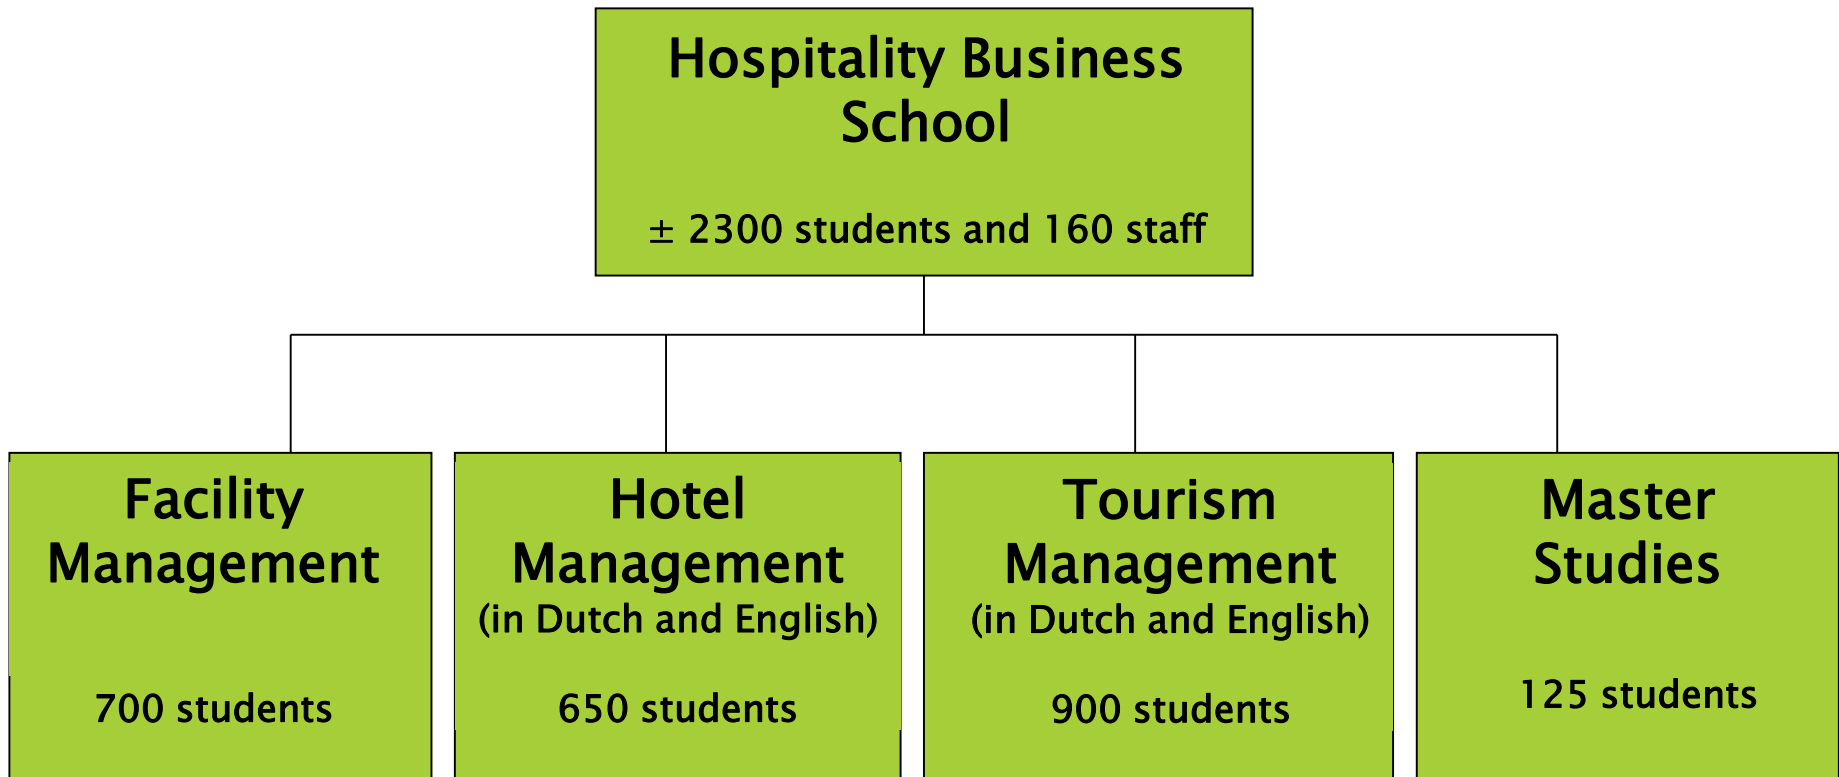 Hospitality Business
School
± 2300 students and 160 staff
Facility
Management
700 students
Hotel
Management
(in Dutch and English)
650 students
Tourism
Management
(in Dutch and English)
900 students
Master
Studies
125 students